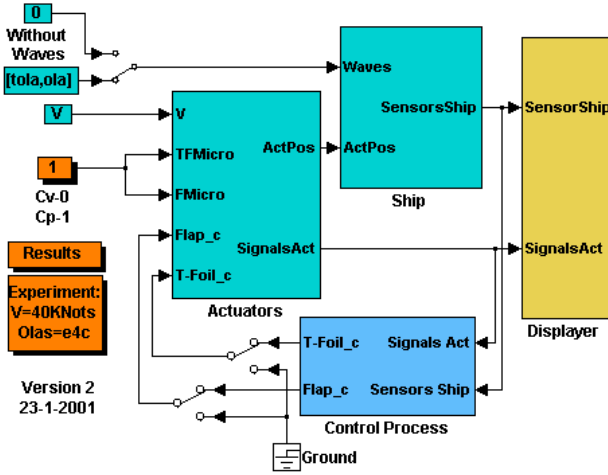 0
Without
Waves
[tola,ola]
V
1
Cv-0
Cp-1
Results
Experiment:
V=40KNots
Olas=e4c
Version 2
23-1-2001
V
TFMicro
FMicro
Flap_c
T-Foil_c
ActPos
SignalsAct
Actuators
Waves
SensorsShip
ActPos
Ship
SensorShip
SignalsAct
Displayer
T-Foil_c
Signals Act
Flap_c
Sensors Ship
Control Process
Ground